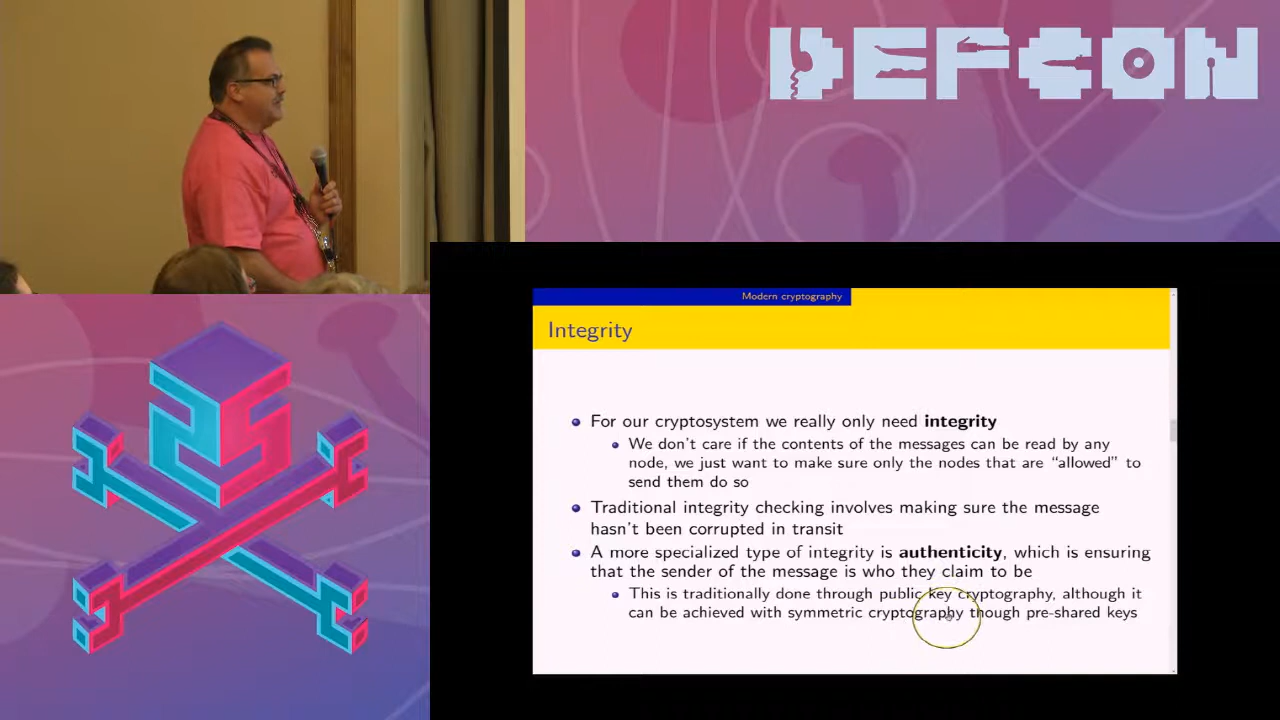 DEFCON
25
Modern cryptography
Integrity
For our cryptosystem we really only need integrity
We don't care if the contents of the messages can be read by any
node, we just want to make sure only the nodes that are “allowed” to
send them do so
Traditional integrity checking involves making sure the message
hasn't been corrupted in transit
A more specialized type of integrity is authenticity, which is ensuring
that the sender of the message is who they claim to be
This is traditionally done through public key cryptography, although it
can be achieved with symmetric cryptography though pre-shared keys